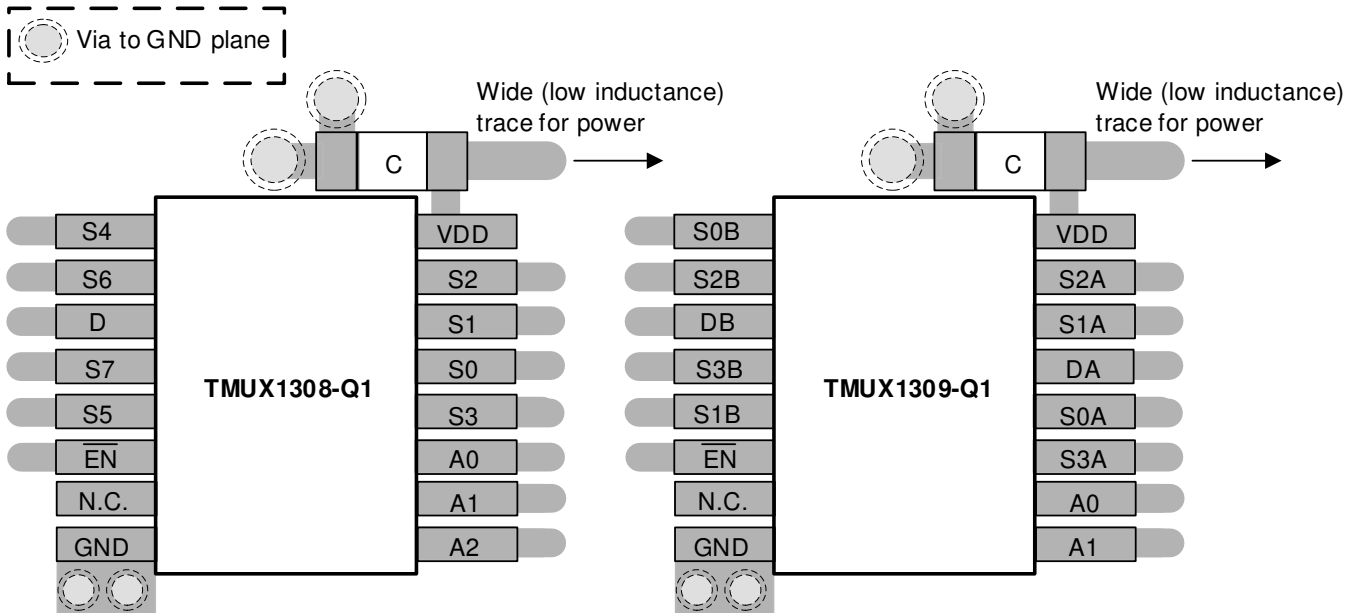 Via to GND plane
Wide (low inductance)
trace for power
C
S4
S6
D
S7
S5
EN
N.C.
GND
TMUX1308-Q1
VDD
S2
S1
S0
S3
A0
A1
A2
Wide (low inductance)
trace for power
C
S0B
S2B
DB
S3B
S1B
EN
N.C.
GND
TMUX1309-Q1
VDD
S2A
S1A
DA
S0A
S3A
A0
A1